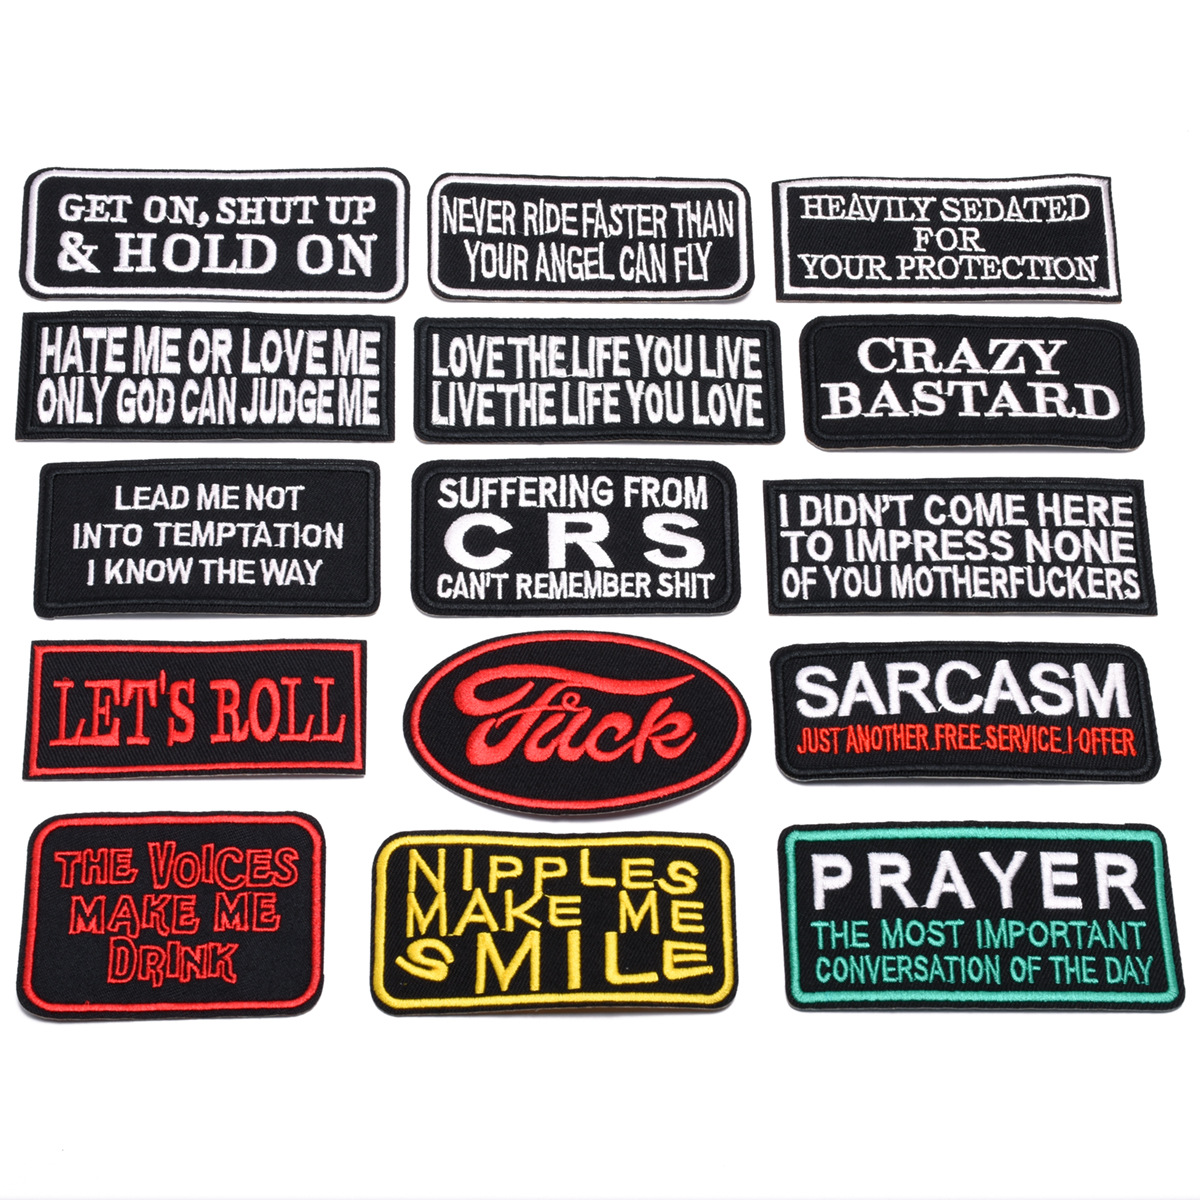 GET ON, SHUT UP
& HOLD ON
NEVER RIDE FASTER THAN
YOUR ANGEL CAN FLY
HEAVILY SEDATED
FOR
YOUR PROTECTION
HATE ME OR LOVE ME
ONLY GOD CAN JUDGE ME
LOVE THE LIFE YOU LIVE
LIVE THE LIFE YOU LOVE
CRAZY
BASTARD
LEAD ME NOT
INTO TEMPTATION
I KNOW THE WAY
SUFFERING FROM
C R S
CAN'T REMEMBER SHIT
I DIDN'T COME HERE
TO IMPRESS NONE
OF YOU MOTHERFUCKERS
LET'S ROLL
Fuck
SARCASM
JUST ANOTHER FREE SERVICE I OFFER
THE VOICES
MAKE ME
DRINK
NIPPLES
MAKE ME
SMILE
PRAYER
THE MOST IMPORTANT
CONVERSATION OF THE DAY